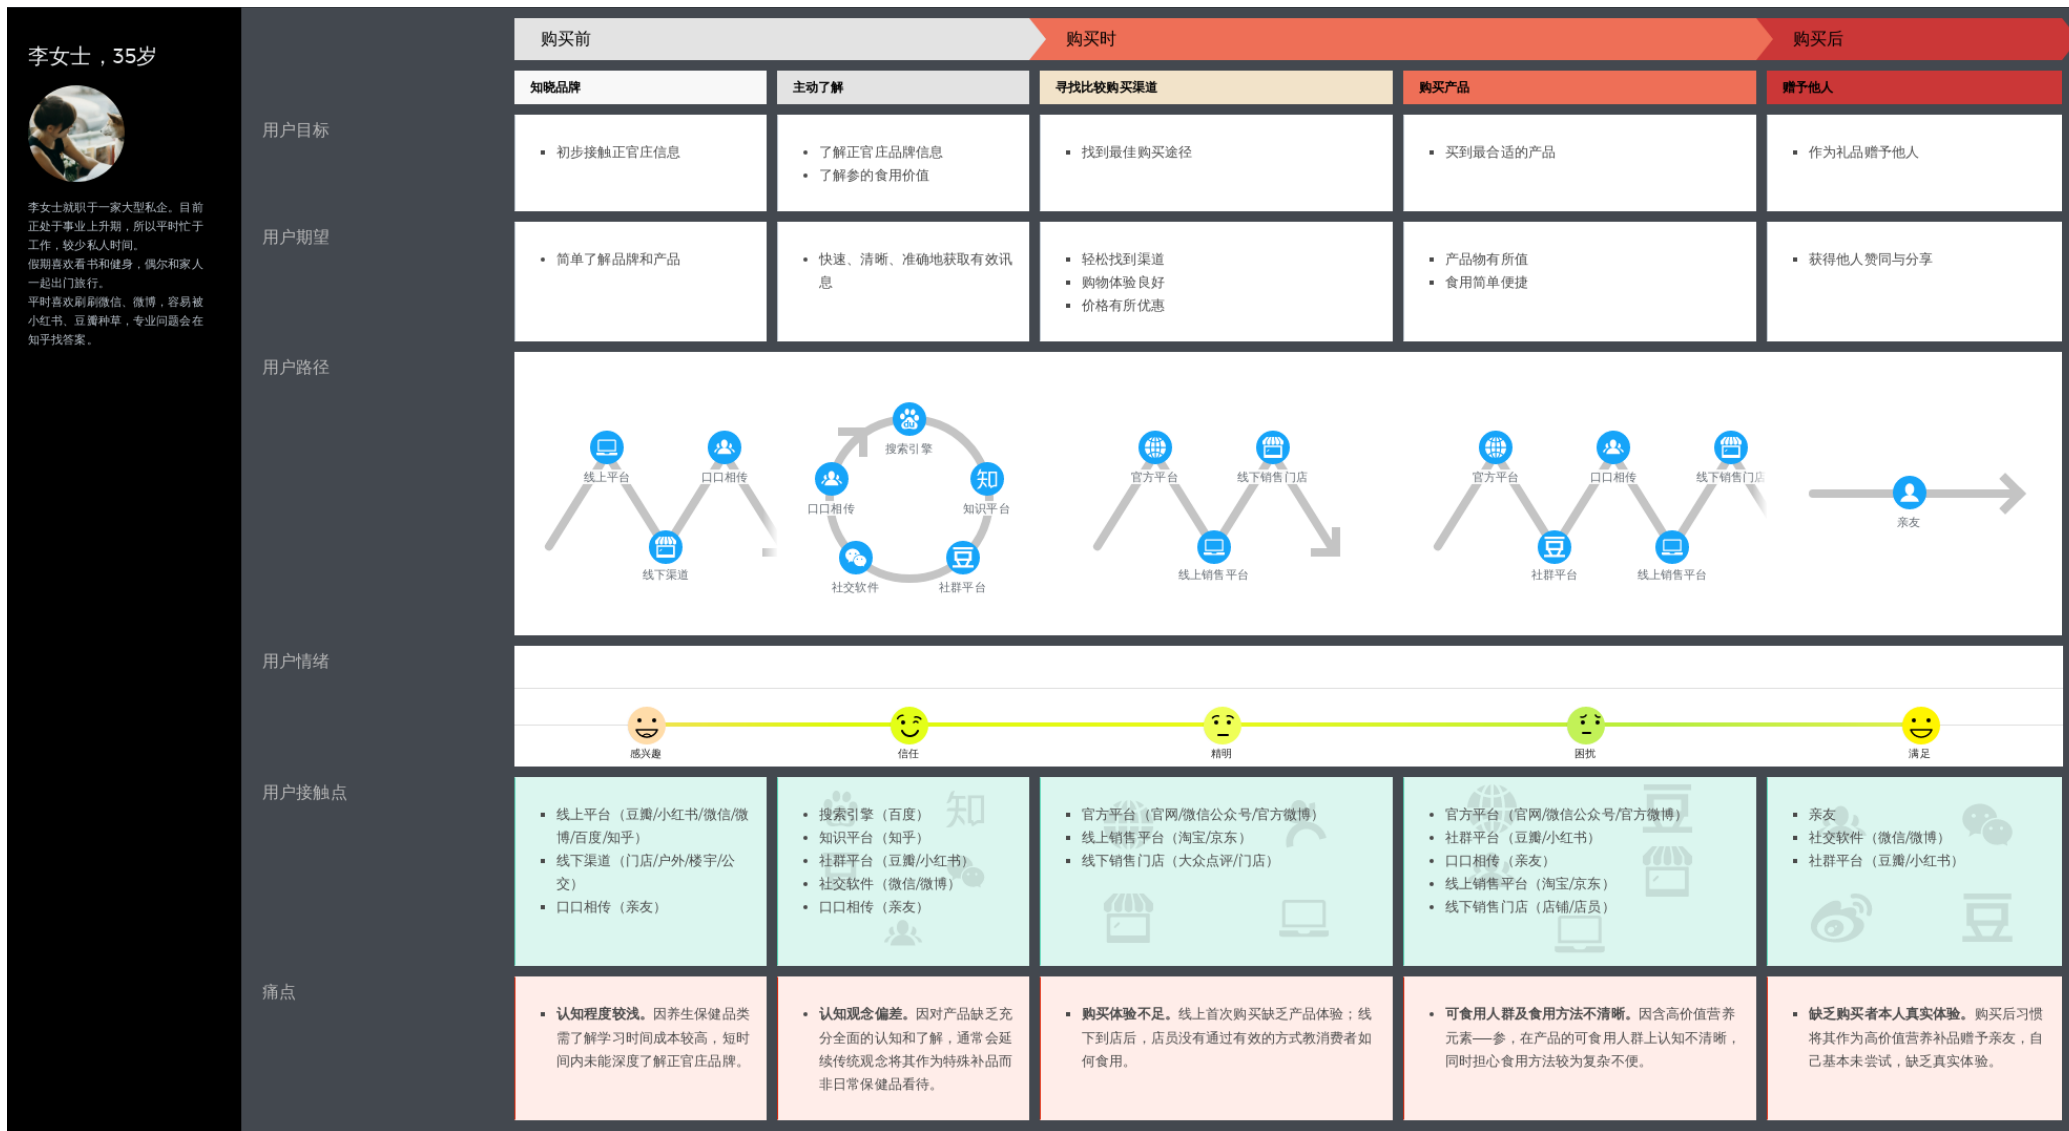 李女士，35岁
李女士就职于一家大型私企。目前
正处于事业上升期，所以平时忙于
工作，较少私人时间。
假期喜欢看书和健身，偶尔和家人
一起出门旅行。
平时喜欢刷刷微信、微博，容易被
小红书、豆瓣种草，专业问题会在
知乎找答案。
购买前
购买时
购买后
知晓品牌
主动了解
寻找比较购买渠道
购买产品
赠予他人
用户目标
初步接触正官庄信息
了解正官庄品牌信息
了解参的食用价值
找到最佳购买途径
买到最合适的产品
作为礼品赠予他人
用户期望
简单了解品牌和产品
快速、清晰、准确地获取有效讯
息
轻松找到渠道
购物体验良好
价格有所优惠
产品物有所值
食用简单便捷
获得他人赞同与分享
用户路径
线上平台
口口相传
线下渠道
du
搜索引擎
知
知识平台
口口相传
社交软件
豆
社群平台
官方平台
线下销售门店
线上销售平台
官方平台
口口相传
线下销售门店
豆
社群平台
线上销售平台
亲友
用户情绪
感兴趣
信任
精明
困扰
满足
用户接触点
线上平台（豆瓣/小红书/微信/微
博/百度/知乎）
线下渠道（门店/户外/楼宇/公
交）
口口相传（亲友）
知
豆
搜索引擎（百度）
知识平台（知乎）
社群平台（豆瓣/小红书）
社交软件（微信/微博）
口口相传（亲友）
官方平台（官网/微信公众号/官方微博）
线上销售平台（淘宝/京东）
线下销售门店（大众点评/门店）
豆
官方平台（官网/微信公众号/官方微博）
社群平台（豆瓣/小红书）
口口相传（亲友）
线上销售平台（淘宝/京东）
线下销售门店（店铺/店员）
亲友
社交软件（微信/微博）
社群平台（豆瓣/小红书）
豆
痛点
认知程度较浅。因养生保健品类
需了解学习时间成本较高，短时
间内未能深度了解正官庄品牌。
认知观念偏差。因对产品缺乏充
分全面的认知和了解，通常会延
续传统观念将其作为特殊补品而
非日常保健品看待。
购买体验不足。线上首次购买缺乏产品体验；线
下到店后，店员没有通过有效的方式教消费者如
何食用。
可食用人群及食用方法不清晰。因含高价值营养
元素——参，在产品的可食用人群上认知不清晰，
同时担心食用方法较为复杂不便。
缺乏购买者本人真实体验。购买后习惯
将其作为高价值营养补品赠予亲友，自
己基本未尝试，缺乏真实体验。